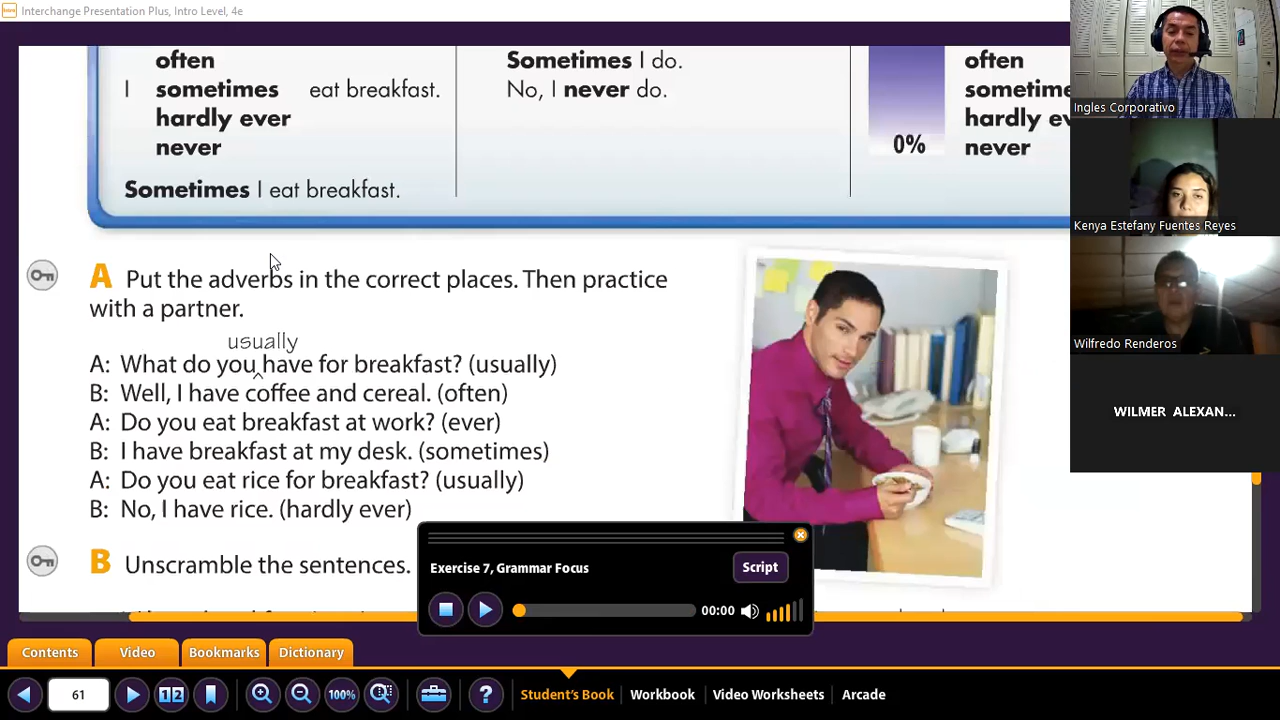 Interchange Presentation Plus, Intro Level, 4e
often
I sometimes eat breakfast.
hardly ever
never
Sometimes I eat breakfast.
Sometimes I do.
No, I never do.
0%
often
sometime
hardly ev
never
A Put the adverbs in the correct places. Then practice
with a partner.
usually
A: What do you have for breakfast? (usually)
^
B: Well, I have coffee and cereal. (often)
A: Do you eat breakfast at work? (ever)
B: I have breakfast at my desk. (sometimes)
A: Do you eat rice for breakfast? (usually)
B: No, I have rice. (hardly ever)
B Unscramble the sentences.
Exercise 7, Grammar Focus
Script
00:00
Ingles Corporativo
Kenya Estefany Fuentes Reyes
Wilfredo Renderos
WILMER ALEXAN...
Contents Video Bookmarks Dictionary
61 1 2 100% ? Student's Book Workbook Video Worksheets Arcade